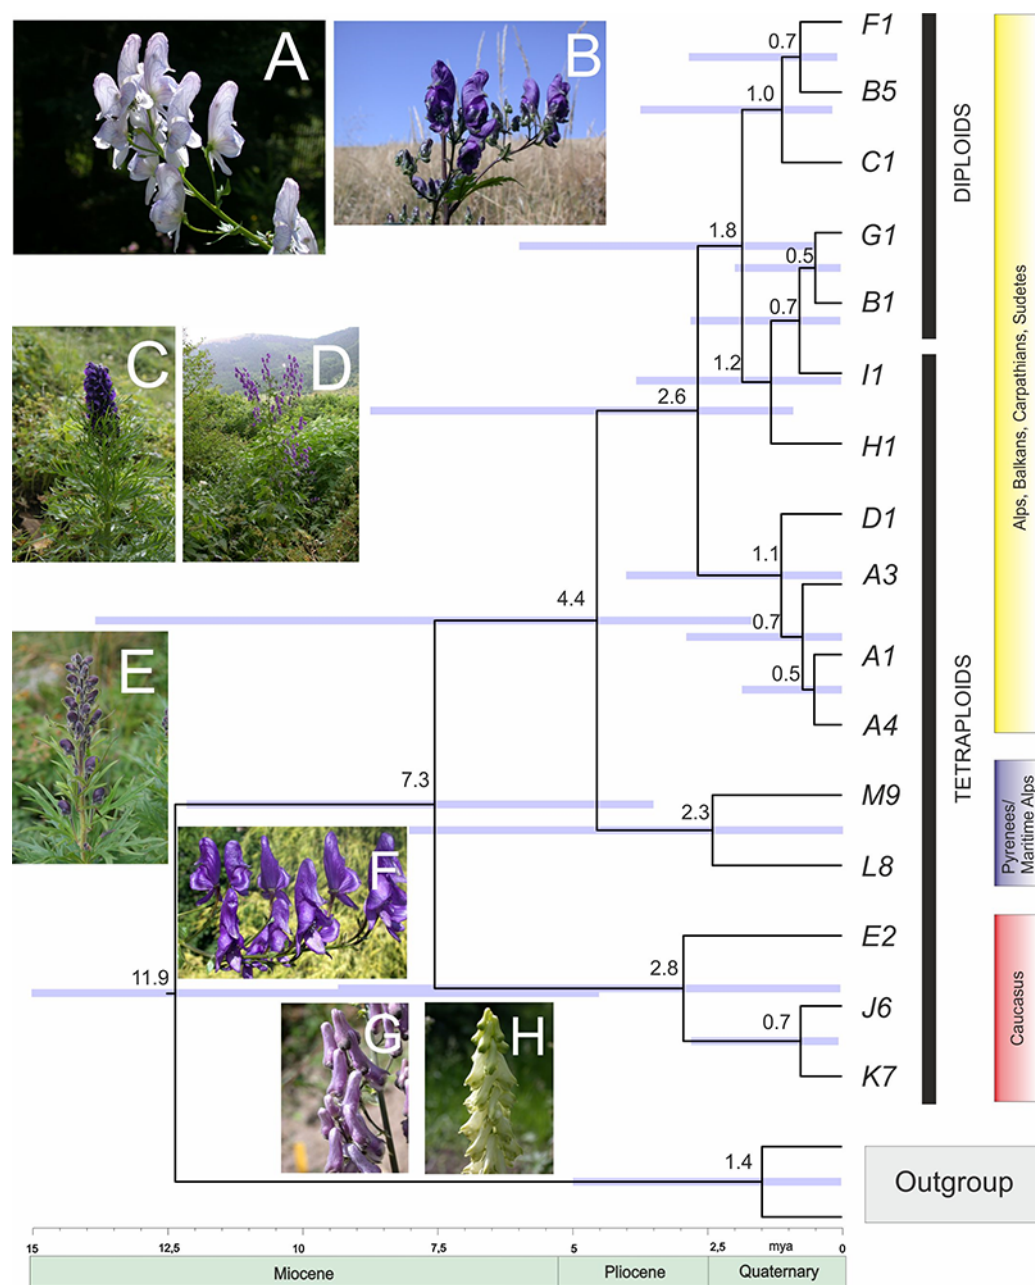 A
B
C
D
E
F
G
H
0.7
1.0
1.8
0.5
0.7
1.2
2.6
1.1
0.7
0.5
4.4
2.3
7.3
2.8
0.7
11.9
1.4
F1
B5
C1
G1
B1
I1
H1
D1
A3
A1
A4
M9
L8
E2
J6
K7
Outgroup
DIPLOIDS
TETRAPLOIDS
Alps, Balkans, Carpathians, Sudetes
Pyrenees/
Maritime Alps
Caucasus
15 12,5 10 7,5 5 2,5 mya 0
Miocene Pliocene Quaternary